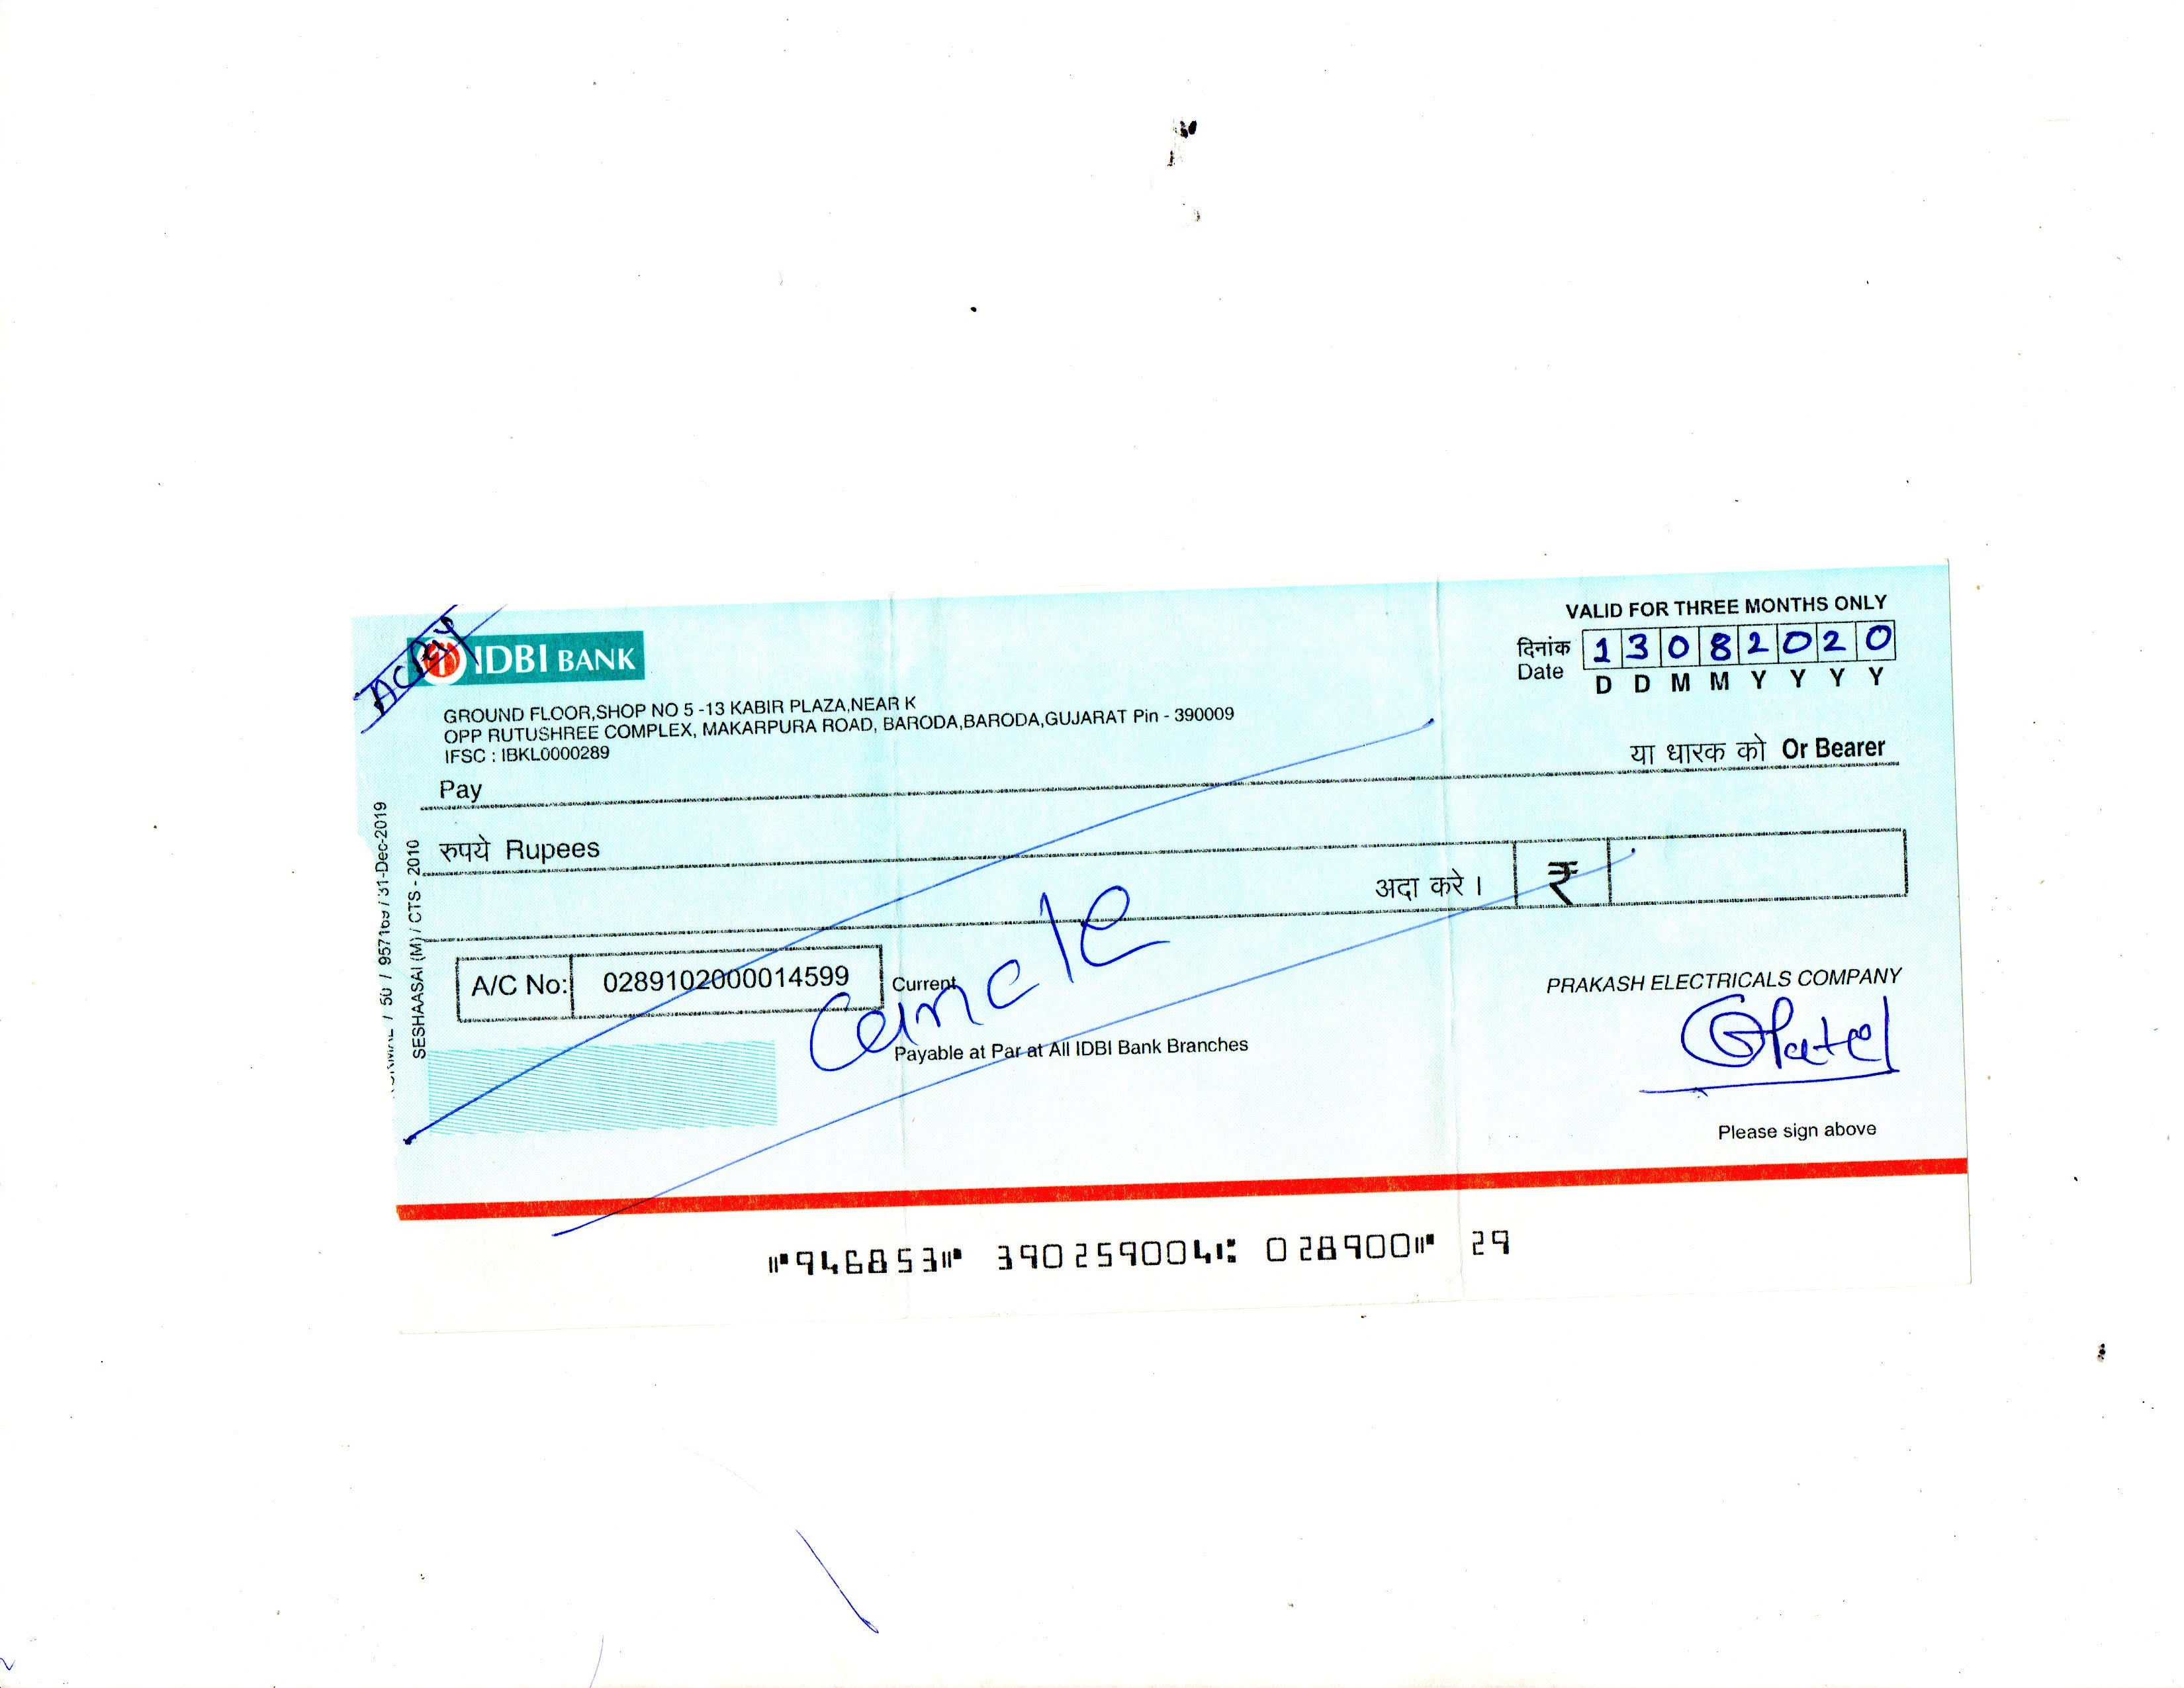 AC Pay
IDBI BANK
VALID FOR THREE MONTHS ONLY
दिनांक
Date
1 3 0 8 2 0 2 0
D D M M Y Y Y Y
GROUND FLOOR,SHOP NO 5 -13 KABIR PLAZA,NEAR K
OPP RUTUSHREE COMPLEX, MAKARPURA ROAD, BARODA,BARODA,GUJARAT Pin - 390009
IFSC : IBKL0000289
या धारक को Or Bearer
Pay
रुपये Rupees
अदा करे ।
₹
A/C No: 0289102000014599
Current
Cancle
Payable at Par at All IDBI Bank Branches
PRAKASH ELECTRICALS COMPANY
Patel
Please sign above
/ 50 / 957169 / 31-Dec-2019
SESHAASAI (M) / CTS - 2010
⑈946853⑈ 390259004⑆ 028900⑈ 29